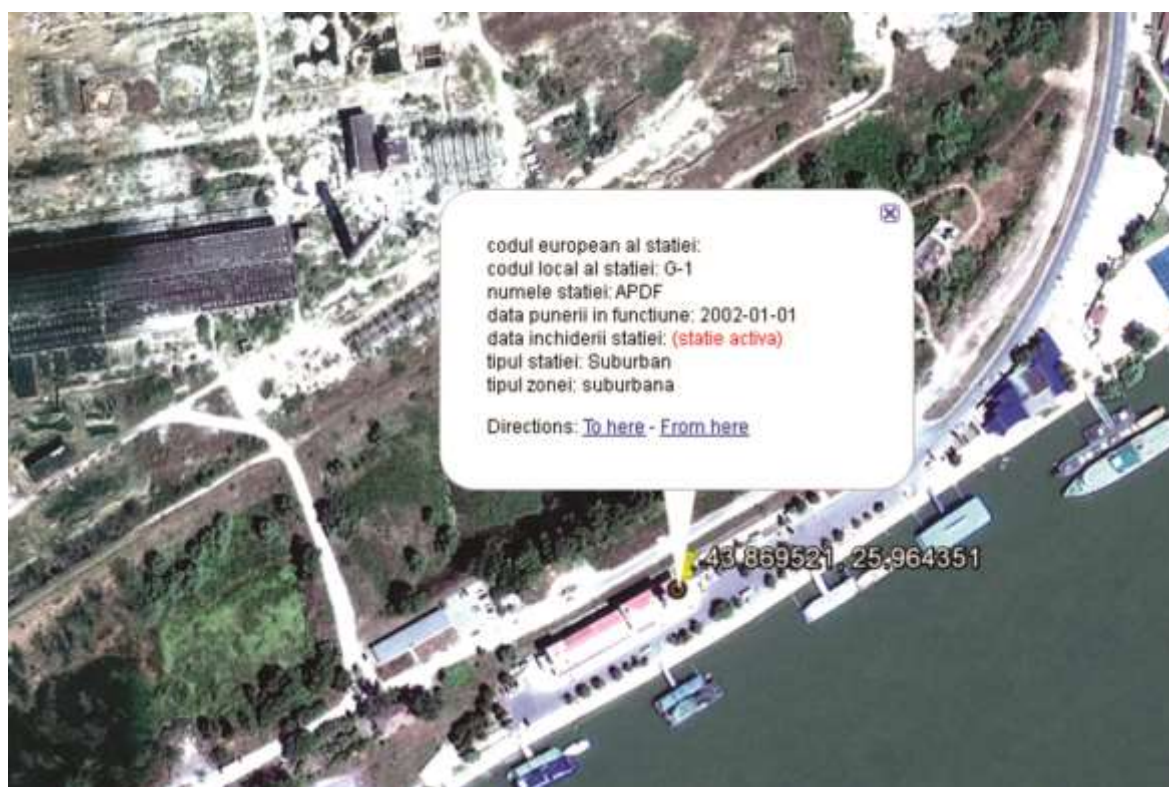 codul european al statiei:
codul local al statiei: G-1
numele statiei: APDF
data punerii in functiune: 2002-01-01
data inchiderii statiei: (statie activa)
tipul statiei: Suburban
tipul zonei: suburbana
Directions: To here - From here
43.869521, 25.964351